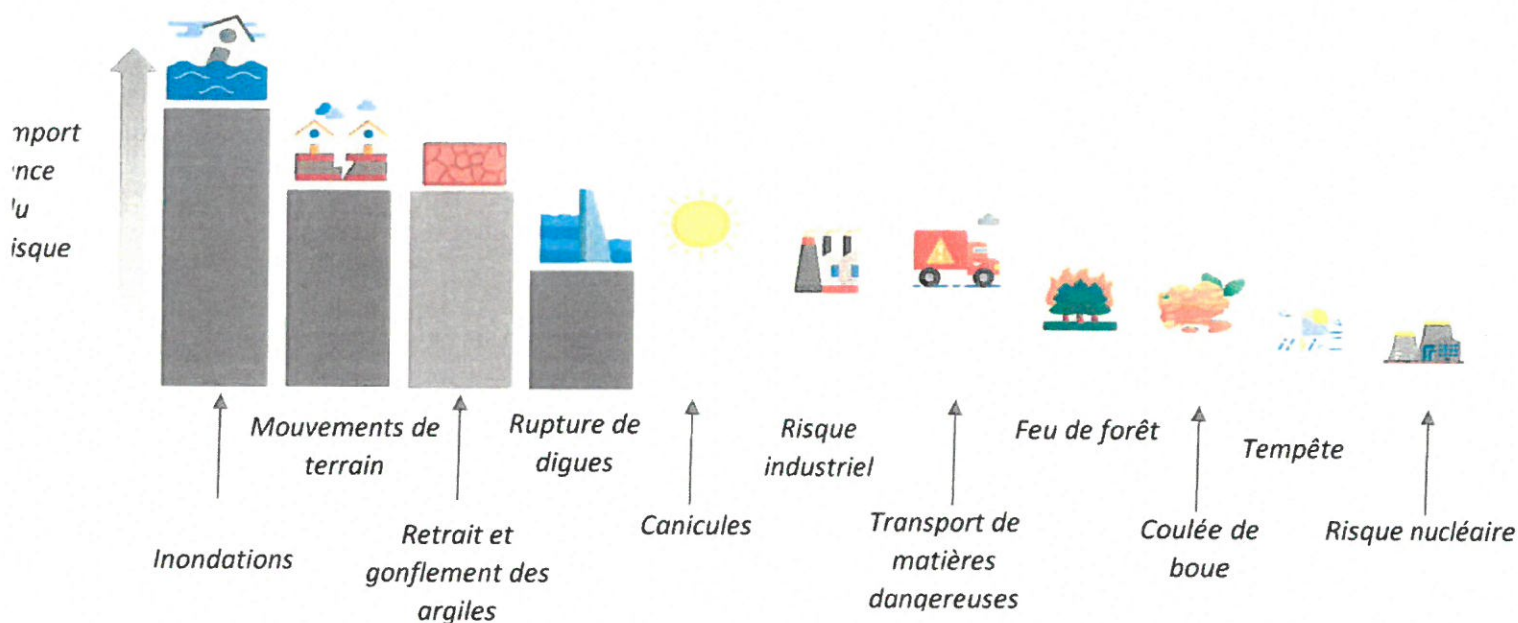 mport
nce
du
isque
Mouvements de
terrain
Rupture de
digues
Risque
industriel
Feu de forêt
Tempête
Inondations
Retrait et
gonflement des
argiles
Canicules
Transport de
matières
dangereuses
Coulée de
boue
Risque nucléaire